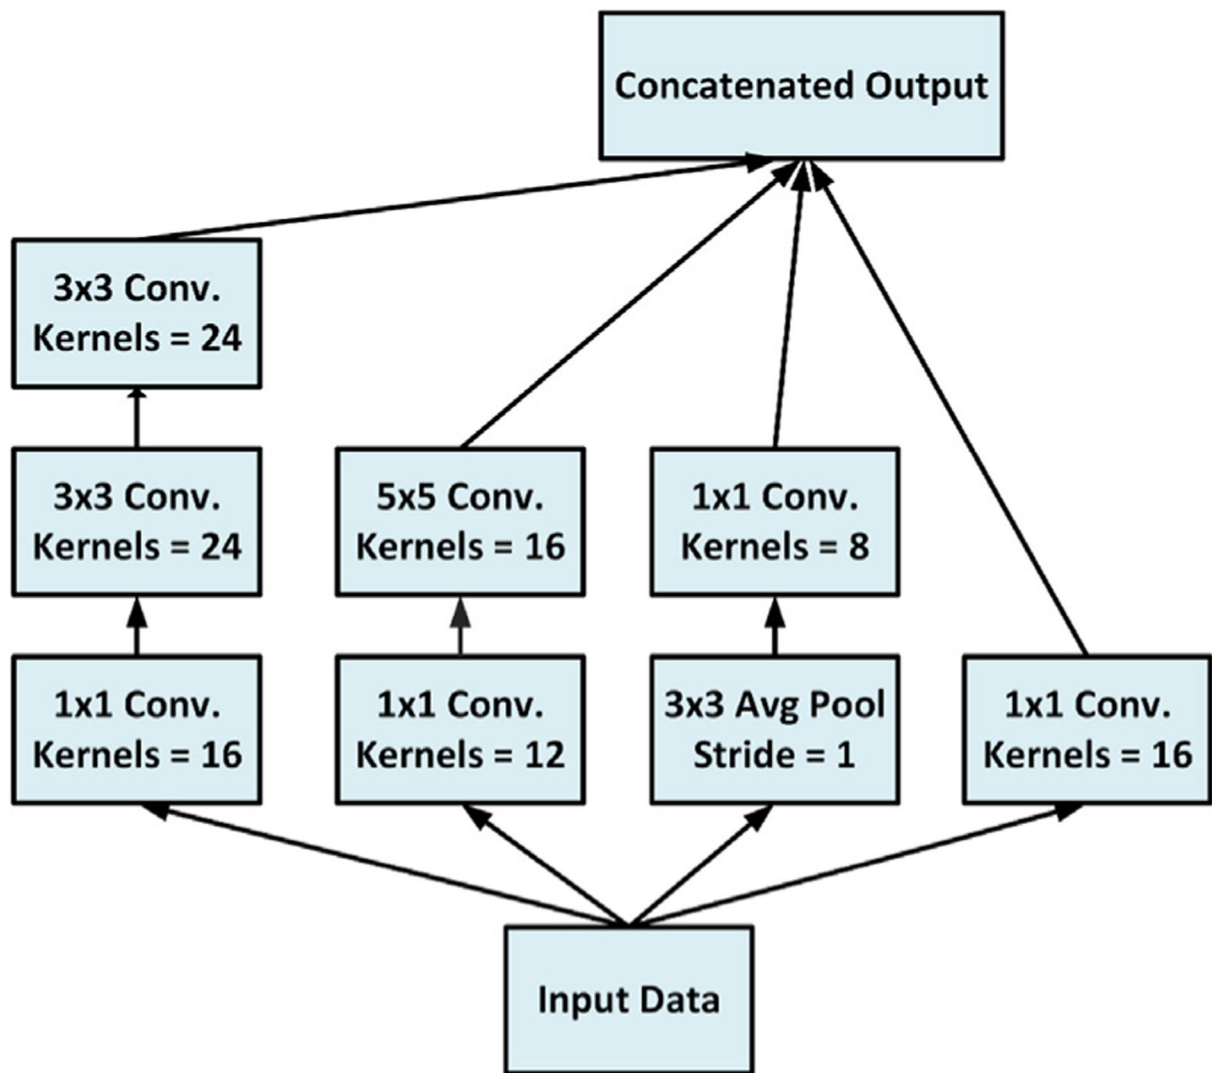 Concatenated Output
3x3 Conv.
Kernels = 24
3x3 Conv.
Kernels = 24
5x5 Conv.
Kernels = 16
1x1 Conv.
Kernels = 8
1x1 Conv.
Kernels = 16
1x1 Conv.
Kernels = 12
3x3 Avg Pool
Stride = 1
1x1 Conv.
Kernels = 16
Input Data